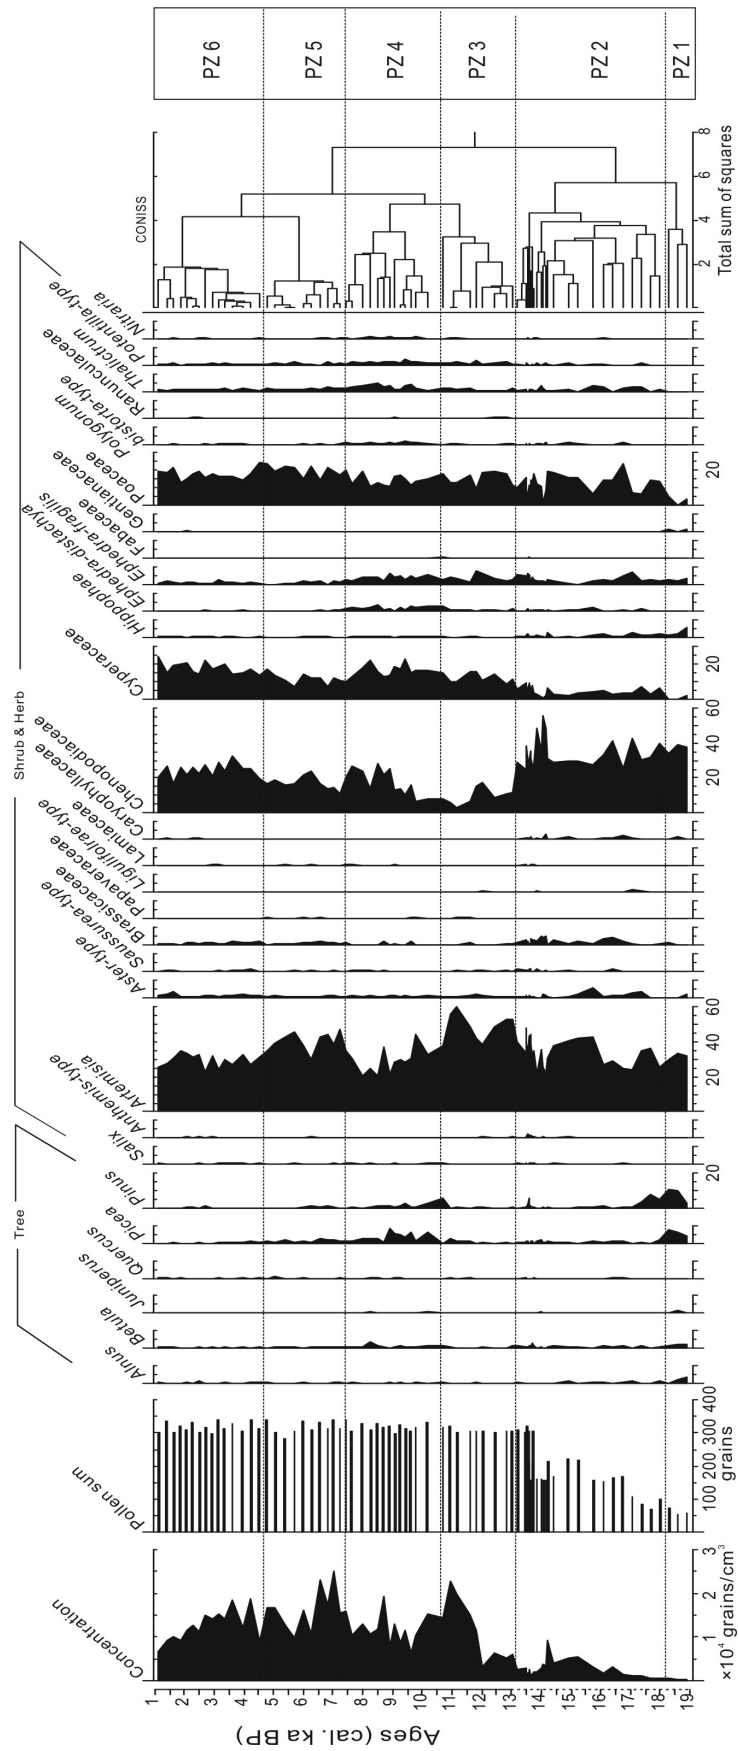 Shrub & Herb
Tree
Ages (cal. ka BP)
1
2
3
4
5
6
7
8
9
10
11
12
13
14
15
16
17
18
19
Concentration
1
2
3
×10⁴ grains/cm³
Pollen sum
100 200 300 400
grains
Alnus
Betula
Juniperus
Quercus
Picea
Pinus
20
Salix
Anthemis-type
Artemisia
20
40
60
Aster-type
Saussurea-type
Brassicaceae
Papaveraceae
Ligulifolrae-type
Lamiaceae
Caryophyllaceae
Chenopodiaceae
20
40
60
Cyperaceae
20
Hippophae
Ephedra-distachya
Ephedra-fragilis
Fabaceae
Gentianaceae
Poaceae
20
Polygonum
bistorta-type
Ranunculaceae
Thalictrum
Potentilla-type
Nitraria
CONISS
2
4
6
8
Total sum of squares
PZ 6
PZ 5
PZ 4
PZ 3
PZ 2
PZ 1